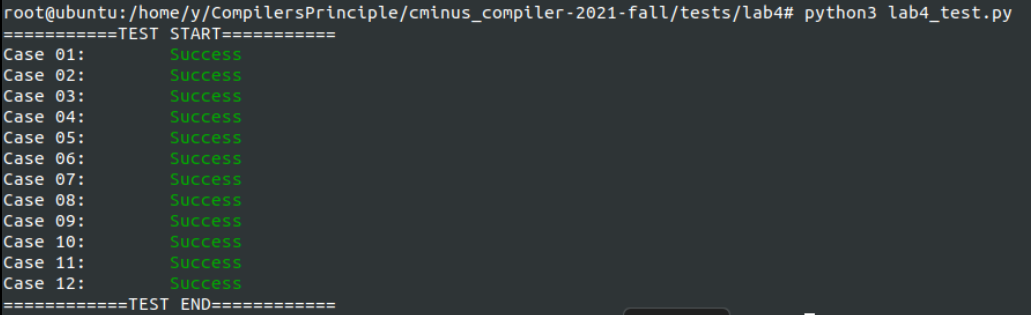 root@ubuntu:/home/y/CompilersPrinciple/cminus_compiler-2021-fall/tests/lab4# python3 lab4_test.py
===========TEST START===========
Case 01:        Success
Case 02:        Success
Case 03:        Success
Case 04:        Success
Case 05:        Success
Case 06:        Success
Case 07:        Success
Case 08:        Success
Case 09:        Success
Case 10:        Success
Case 11:        Success
Case 12:        Success
============TEST END============